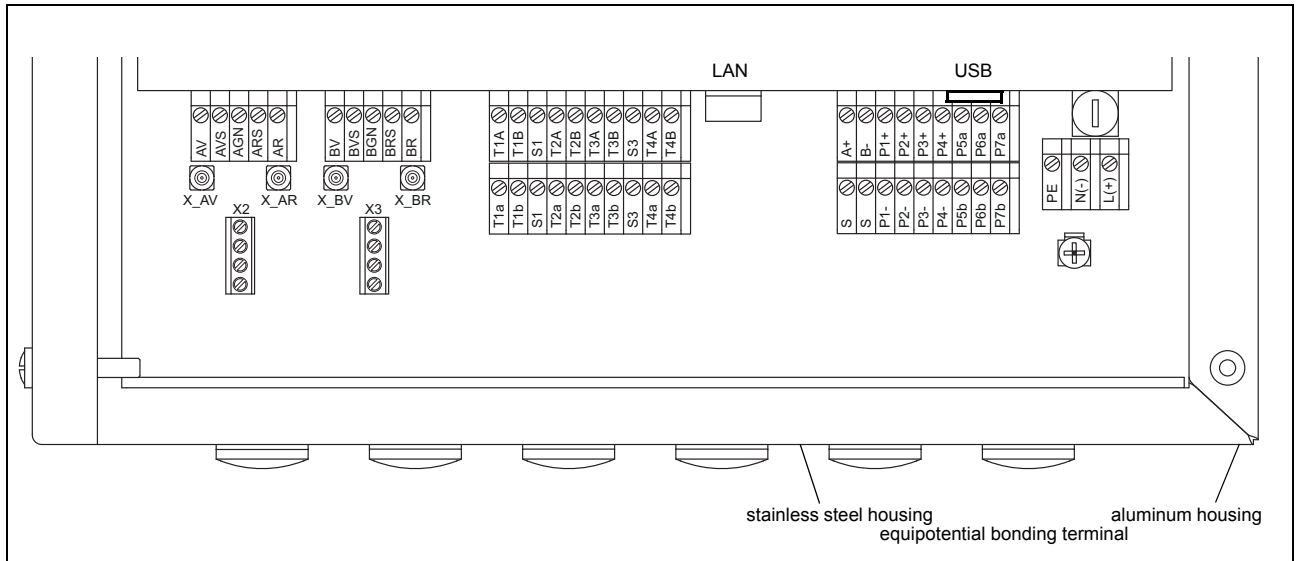 LAN USB
AV AVS AGN ARS AR BV BVS BGN BRS BR T1A T1B S1 T2A T2B T3A T3B S3 T4A T4B A+ B- P1+ P2+ P3+ P4+ P5a P6a P7a
PE N(-) L(+)
X_AV X_AR X_BV X_BR
X2 X3
T1a T1b S1 T2a T2b T3a T3b S3 T4a T4b S S P1- P2- P3- P4- P5b P6b P7b
stainless steel housing aluminum housing
equipotential bonding terminal